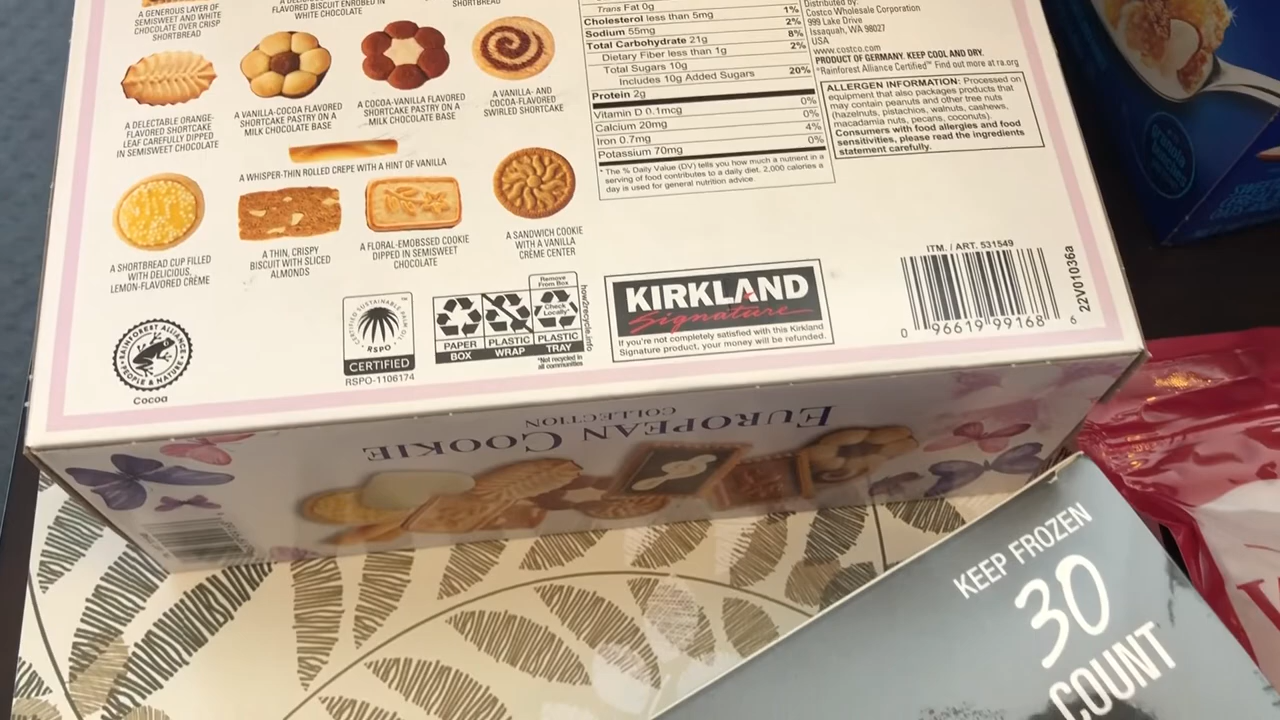 A GENEROUS LAYER OF
SEMISWEET AND WHITE
CHOCOLATE OVER CRISP
SHORTBREAD
FLAVORED BISCUIT ENROBED IN
WHITE CHOCOLATE
SHORTBREAD
A DELECTABLE ORANGE-
FLAVORED SHORTCAKE
LEAF CAREFULLY DIPPED
IN SEMISWEET CHOCOLATE
A VANILLA-COCOA FLAVORED
SHORTCAKE PASTRY ON A
MILK CHOCOLATE BASE
A COCOA-VANILLA FLAVORED
SHORTCAKE PASTRY ON A
MILK CHOCOLATE BASE
A VANILLA- AND
COCOA-FLAVORED
SWIRLED SHORTCAKE
A WHISPER-THIN ROLLED CREPE WITH A HINT OF VANILLA
A SHORTBREAD CUP FILLED
WITH DELICIOUS,
LEMON-FLAVORED CRÈME
A THIN, CRISPY
BISCUIT WITH SLICED
ALMONDS
A FLORAL-EMOBSSED COOKIE
DIPPED IN SEMISWEET
CHOCOLATE
A SANDWICH COOKIE
WITH A VANILLA
CRÈME CENTER
Trans Fat 0g
Cholesterol less than 5mg 1%
Sodium 55mg 2%
Total Carbohydrate 21g 8%
Dietary Fiber less than 1g 2%
Total Sugars 10g
Includes 10g Added Sugars 20%
Protein 2g
Vitamin D 0.1mcg 0%
Calcium 20mg 0%
Iron 0.7mg 4%
Potassium 70mg 0%
* The % Daily Value (DV) tells you how much a nutrient in a
serving of food contributes to a daily diet. 2,000 calories a
day is used for general nutrition advice.
Distributed by:
Costco Wholesale Corporation
999 Lake Drive
Issaquah, WA 98027
USA
www.costco.com
PRODUCT OF GERMANY. KEEP COOL AND DRY.
*Rainforest Alliance Certified™ Find out more at ra.org
ALLERGEN INFORMATION: Processed on
equipment that also packages products that
may contain peanuts and other tree nuts
(hazelnuts, pistachios, walnuts, cashews,
macadamia nuts, pecans, coconuts).
Consumers with food allergies and food
sensitivities, please read the ingredients
statement carefully.
RAINFOREST ALLIANCE
PEOPLE & NATURE
Cocoa
CERTIFIED SUSTAINABLE PALM OIL
RSPO
CERTIFIED
RSPO-1106174
PAPER
BOX
PLASTIC
WRAP
Remove
From Box
Check
Locally*
PLASTIC
TRAY
*Not recycled in
all communities
how2recycle.info
KIRKLAND
Signature
If you're not completely satisfied with this Kirkland
Signature product, your money will be refunded.
ITM. / ART. 531549
0 96619 99168 6
22V01036a
EUROPEAN COOKIE
COLLECTION
KEEP FROZEN
30
COUNT